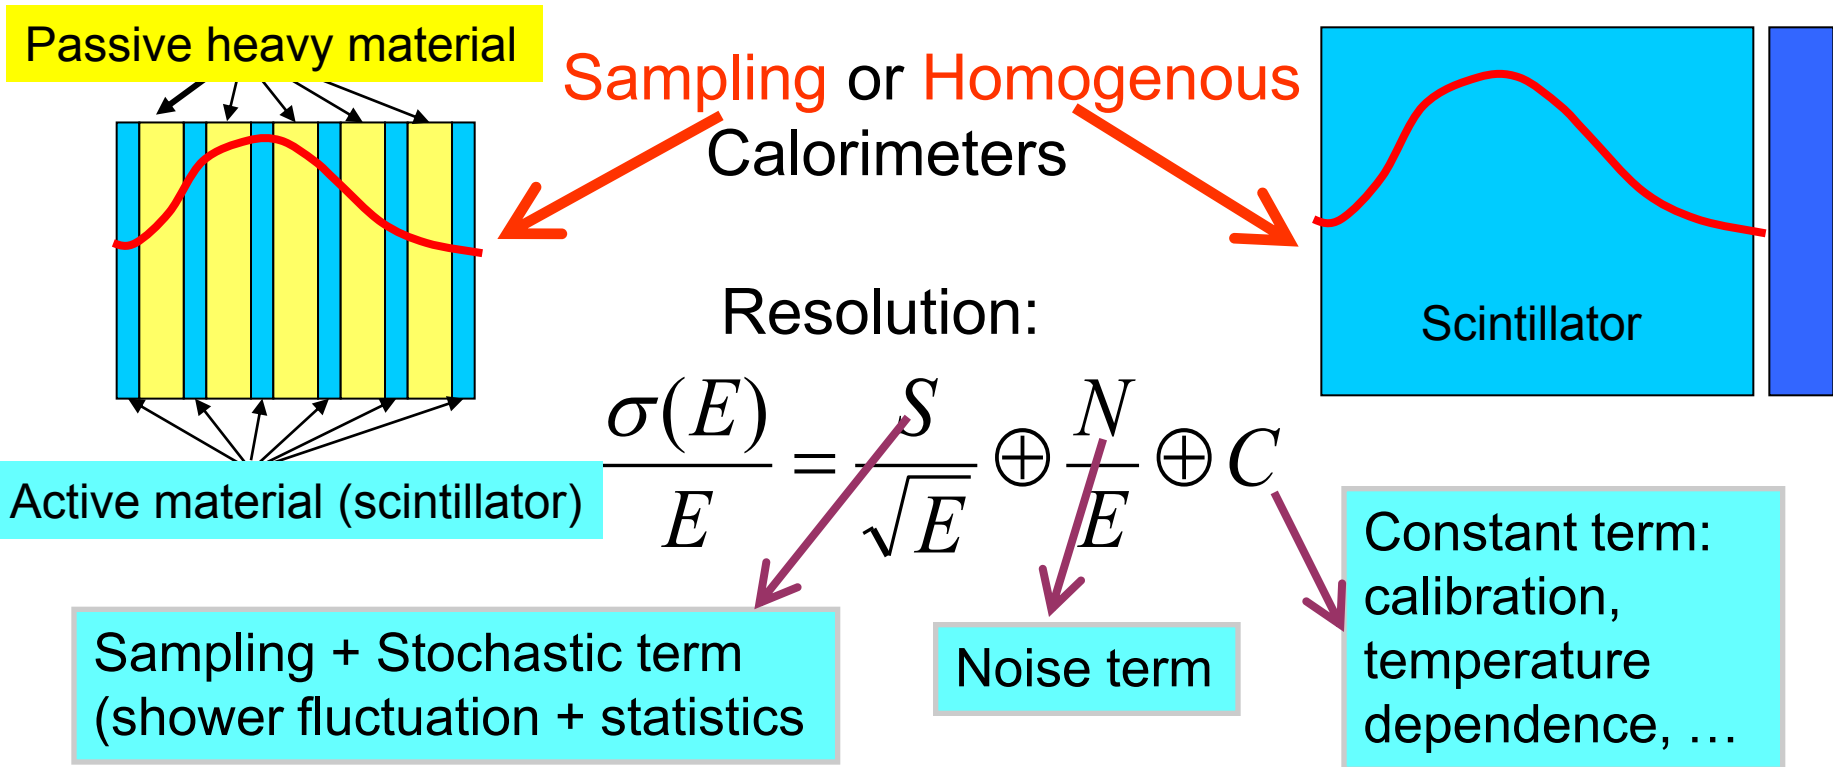 Passive heavy material
Sampling or Homogenous
Calorimeters
Scintillator
Resolution:
σ(E)/E = S/√E ⊕ N/E ⊕ C
Active material (scintillator)
Sampling + Stochastic term
(shower fluctuation + statistics
Noise term
Constant term:
calibration,
temperature
dependence, …